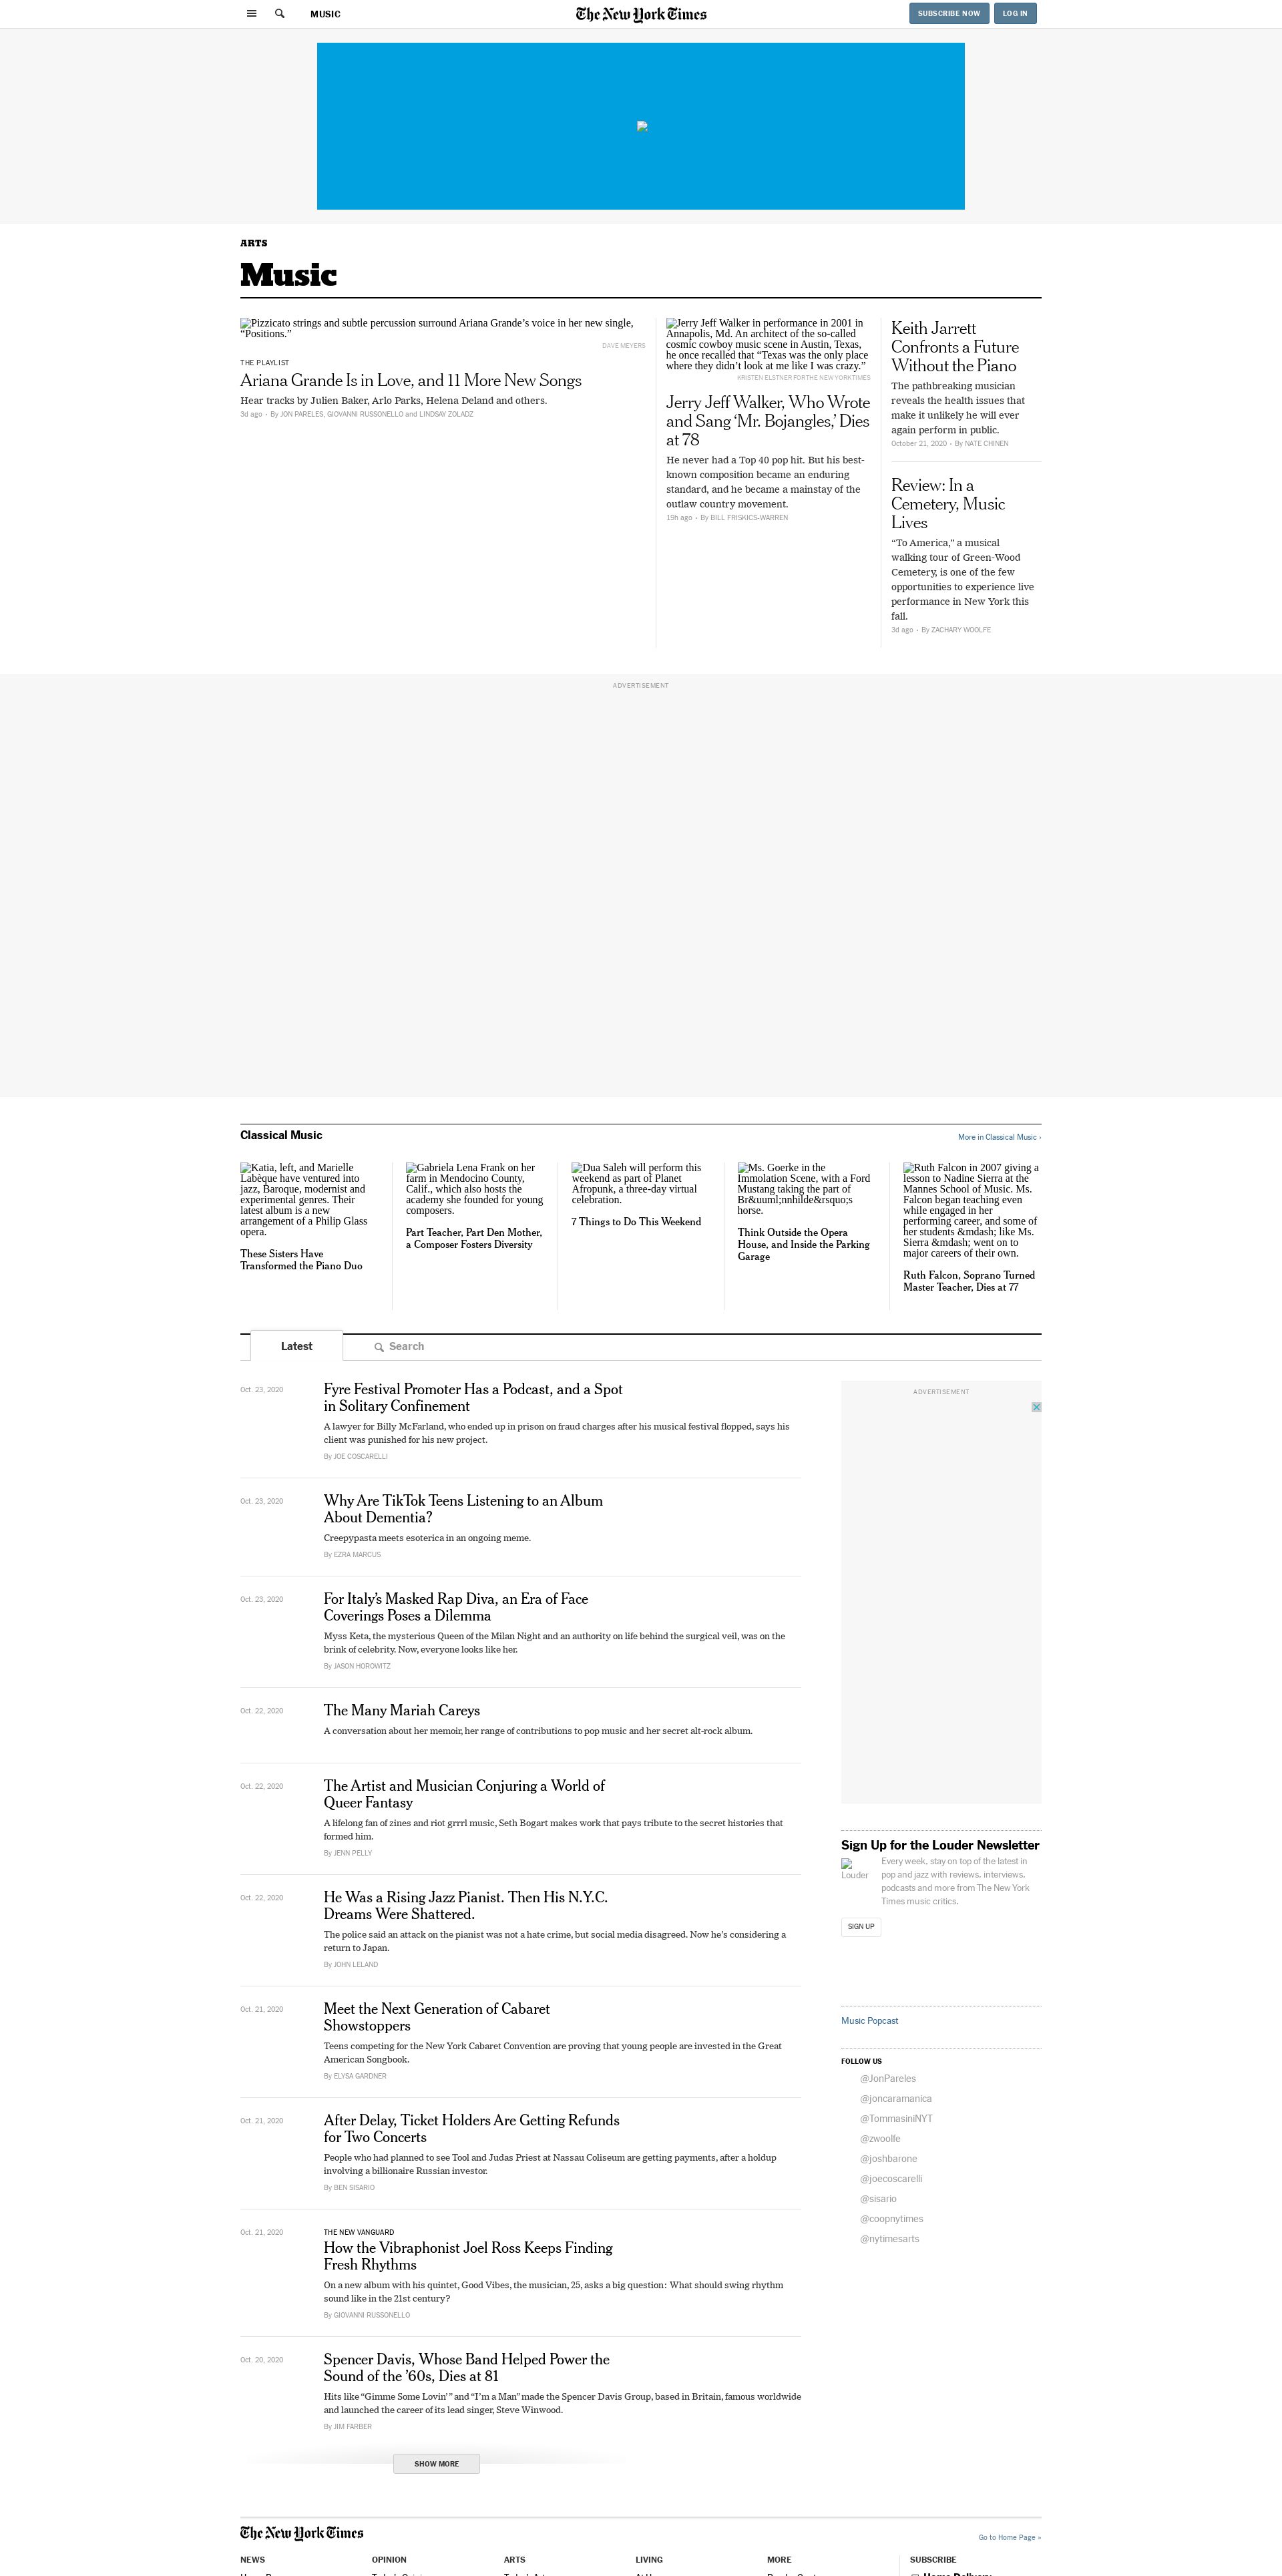 MUSIC
The New York Times
SUBSCRIBE NOW
LOG IN
ARTS
Music
Pizzicato strings and subtle percussion surround Ariana Grande’s voice in her new single,
“Positions.”
DAVE MEYERS
THE PLAYLIST
Ariana Grande Is in Love, and 11 More New Songs
Hear tracks by Julien Baker, Arlo Parks, Helena Deland and others.
3d ago • By JON PARELES, GIOVANNI RUSSONELLO and LINDSAY ZOLADZ
Jerry Jeff Walker in performance in 2001 in
Annapolis, Md. An architect of the so-called
cosmic cowboy music scene in Austin, Texas,
he once recalled that “Texas was the only place
where they didn’t look at me like I was crazy.”
KRISTEN ELSTNER FOR THE NEW YORK TIMES
Jerry Jeff Walker, Who Wrote
and Sang ‘Mr. Bojangles,’ Dies
at 78
He never had a Top 40 pop hit. But his best-
known composition became an enduring
standard, and he became a mainstay of the
outlaw country movement.
19h ago • By BILL FRISKICS-WARREN
Keith Jarrett
Confronts a Future
Without the Piano
The pathbreaking musician
reveals the health issues that
make it unlikely he will ever
again perform in public.
October 21, 2020 • By NATE CHINEN
Review: In a
Cemetery, Music
Lives
“To America,” a musical
walking tour of Green-Wood
Cemetery, is one of the few
opportunities to experience live
performance in New York this
fall.
3d ago • By ZACHARY WOOLFE
ADVERTISEMENT
Classical Music
More in Classical Music ›
Katia, left, and Marielle
Labèque have ventured into
jazz, Baroque, modernist and
experimental genres. Their
latest album is a new
arrangement of a Philip Glass
opera.
These Sisters Have
Transformed the Piano Duo
Gabriela Lena Frank on her
farm in Mendocino County,
Calif., which also hosts the
academy she founded for young
composers.
Part Teacher, Part Den Mother,
a Composer Fosters Diversity
Dua Saleh will perform this
weekend as part of Planet
Afropunk, a three-day virtual
celebration.
7 Things to Do This Weekend
Ms. Goerke in the
Immolation Scene, with a Ford
Mustang taking the part of
Br&uuml;nnhilde&rsquo;s
horse.
Think Outside the Opera
House, and Inside the Parking
Garage
Ruth Falcon in 2007 giving a
lesson to Nadine Sierra at the
Mannes School of Music. Ms.
Falcon began teaching even
while engaged in her
performing career, and some of
her students &mdash; like Ms.
Sierra &mdash; went on to
major careers of their own.
Ruth Falcon, Soprano Turned
Master Teacher, Dies at 77
Latest
Search
Oct. 23, 2020
Fyre Festival Promoter Has a Podcast, and a Spot
in Solitary Confinement
A lawyer for Billy McFarland, who ended up in prison on fraud charges after his musical festival flopped, says his
client was punished for his new project.
By JOE COSCARELLI
Oct. 23, 2020
Why Are TikTok Teens Listening to an Album
About Dementia?
Creepypasta meets esoterica in an ongoing meme.
By EZRA MARCUS
Oct. 23, 2020
For Italy’s Masked Rap Diva, an Era of Face
Coverings Poses a Dilemma
Myss Keta, the mysterious Queen of the Milan Night and an authority on life behind the surgical veil, was on the
brink of celebrity. Now, everyone looks like her.
By JASON HOROWITZ
Oct. 22, 2020
The Many Mariah Careys
A conversation about her memoir, her range of contributions to pop music and her secret alt-rock album.
Oct. 22, 2020
The Artist and Musician Conjuring a World of
Queer Fantasy
A lifelong fan of zines and riot grrrl music, Seth Bogart makes work that pays tribute to the secret histories that
formed him.
By JENN PELLY
Oct. 22, 2020
He Was a Rising Jazz Pianist. Then His N.Y.C.
Dreams Were Shattered.
The police said an attack on the pianist was not a hate crime, but social media disagreed. Now he’s considering a
return to Japan.
By JOHN LELAND
Oct. 21, 2020
Meet the Next Generation of Cabaret
Showstoppers
Teens competing for the New York Cabaret Convention are proving that young people are invested in the Great
American Songbook.
By ELYSA GARDNER
Oct. 21, 2020
After Delay, Ticket Holders Are Getting Refunds
for Two Concerts
People who had planned to see Tool and Judas Priest at Nassau Coliseum are getting payments, after a holdup
involving a billionaire Russian investor.
By BEN SISARIO
Oct. 21, 2020
THE NEW VANGUARD
How the Vibraphonist Joel Ross Keeps Finding
Fresh Rhythms
On a new album with his quintet, Good Vibes, the musician, 25, asks a big question: What should swing rhythm
sound like in the 21st century?
By GIOVANNI RUSSONELLO
Oct. 20, 2020
Spencer Davis, Whose Band Helped Power the
Sound of the ’60s, Dies at 81
Hits like “Gimme Some Lovin’ ” and “I’m a Man” made the Spencer Davis Group, based in Britain, famous worldwide
and launched the career of its lead singer, Steve Winwood.
By JIM FARBER
SHOW MORE
ADVERTISEMENT
Sign Up for the Louder Newsletter
Louder
Every week, stay on top of the latest in
pop and jazz with reviews, interviews,
podcasts and more from The New York
Times music critics.
SIGN UP
Music Popcast
FOLLOW US
@JonPareles
@joncaramanica
@TommasiniNYT
@zwoolfe
@joshbarone
@joecoscarelli
@sisario
@coopnytimes
@nytimesarts
The New York Times
Go to Home Page »
NEWS
OPINION
ARTS
LIVING
MORE
SUBSCRIBE